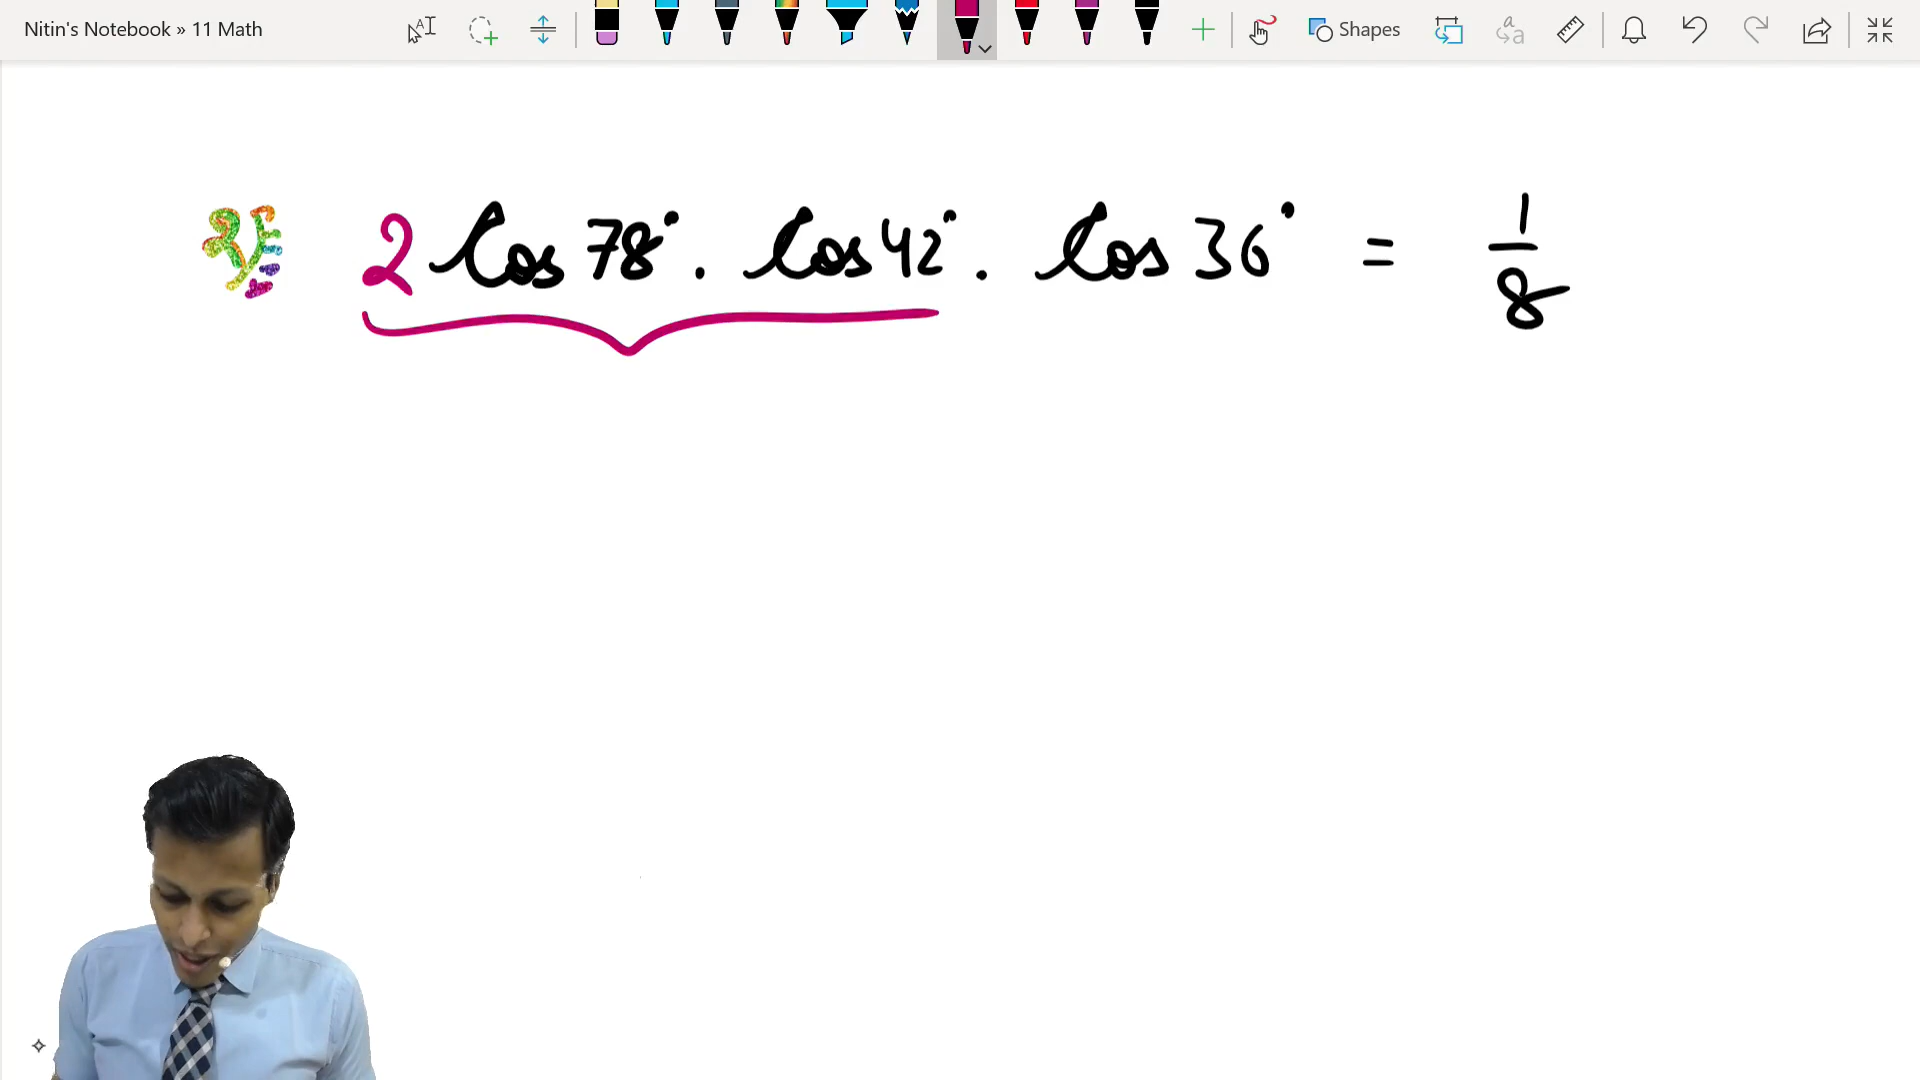 Nitin's Notebook » 11 Math
Shapes
2 Cos 78° . Cos 42° . Cos 36° = 1/8